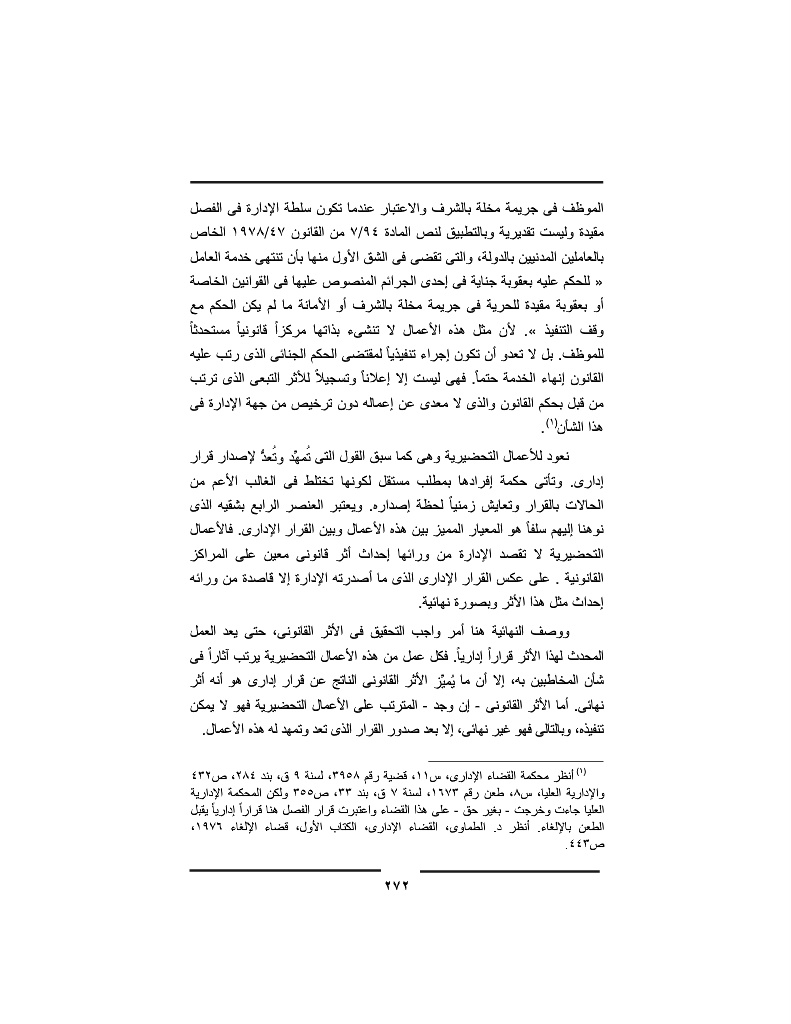 الموظف فى جريمة مخلة بالشرف والاعتبار عندما تكون سلطة الإدارة فى الفصل
مقيدة وليست تقديرية وبالتطبيق لنص المادة ٧/٩٤ من القانون ١٩٧٨/٤٧ الخاص
بالعاملين المدنيين بالدولة، والتى تقضى فى الشق الأول منها بأن تنتهى خدمة العامل
« للحكم عليه بعقوبة جناية فى إحدى الجرائم المنصوص عليها فى القوانين الخاصة
أو بعقوبة مقيدة للحرية فى جريمة مخلة بالشرف أو الأمانة ما لم يكن الحكم مع
وقف التنفيذ ». لأن مثل هذه الأعمال لا تنشىء بذاتها مركزاً قانونياً مستحدثاً
للموظف. بل لا تعدو أن تكون إجراء تنفيذياً لمقتضى الحكم الجنائى الذى رتب عليه
القانون إنهاء الخدمة حتماً. فهى ليست إلا إعلاناً وتسجيلاً للأثر التبعى الذى ترتب
من قبل بحكم القانون والذى لا معدى عن إعماله دون ترخيص من جهة الإدارة فى
هذا الشأن(١).
نعود للأعمال التحضيرية وهى كما سبق القول التى تُمهِّد وتُعدُّ لإصدار قرار
إدارى. وتأتى حكمة إفرادها بمطلب مستقل لكونها تختلط فى الغالب الأعم من
الحالات بالقرار وتعايش زمنياً لحظة إصداره. ويعتبر العنصر الرابع بشقيه الذى
نوهنا إليهم سلفاً هو المعيار المميز بين هذه الأعمال وبين القرار الإدارى. فالأعمال
التحضيرية لا تقصد الإدارة من ورائها إحداث أثر قانونى معين على المراكز
القانونية . على عكس القرار الإدارى الذى ما أصدرته الإدارة إلا قاصدة من ورائه
إحداث مثل هذا الأثر وبصورة نهائية.
ووصف النهائية هنا أمر واجب التحقيق فى الأثر القانونى، حتى يعد العمل
المحدث لهذا الأثر قراراً إدارياً. فكل عمل من هذه الأعمال التحضيرية يرتب آثاراً فى
شأن المخاطبين به، إلا أن ما يُميِّز الأثر القانونى الناتج عن قرار إدارى هو أنه أثر
نهائى. أما الأثر القانونى - إن وجد - المترتب على الأعمال التحضيرية فهو لا يمكن
تنفيذه، وبالتالى فهو غير نهائى، إلا بعد صدور القرار الذى تعد وتمهد له هذه الأعمال.
(١) أنظر محكمة القضاء الإدارى، س١١، قضية رقم ٣٩٥٨، لسنة ٩ ق، بند ٢٨٤، ص٤٣٢
والإدارية العليا، س٨، طعن رقم ١٦٧٣، لسنة ٧ ق، بند ٣٣، ص٣٥٥ ولكن المحكمة الإدارية
العليا جاءت وخرجت - بغير حق - على هذا القضاء واعتبرت قرار الفصل هنا قراراً إدارياً يقبل
الطعن بالإلغاء. أنظر د. الطماوى، القضاء الإدارى، الكتاب الأول، قضاء الإلغاء ١٩٧٦،
ص٤٤٣.
٢٧٢